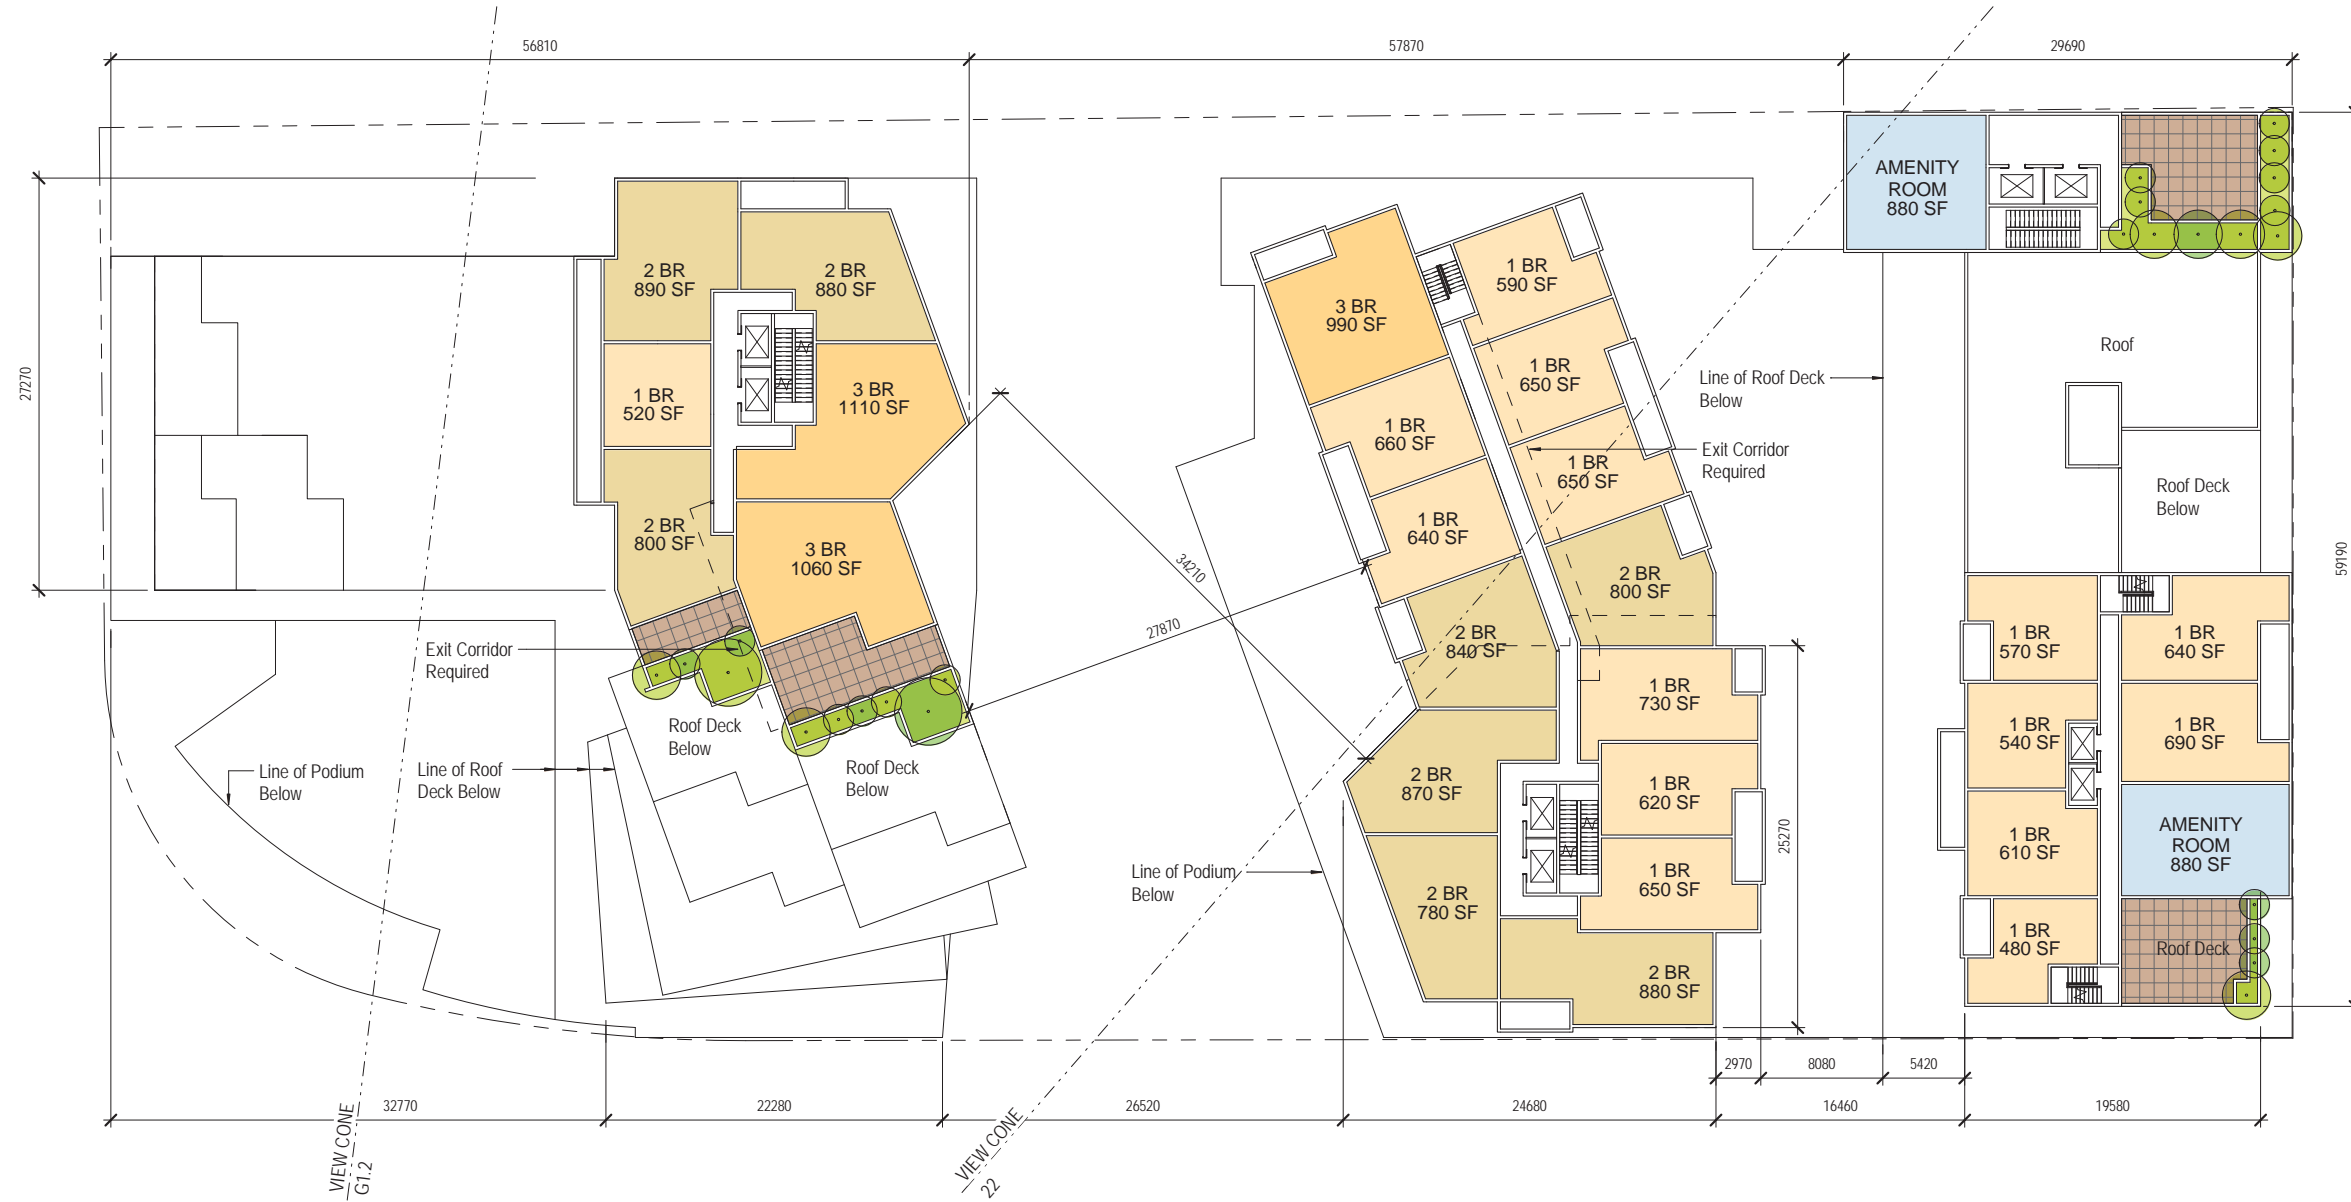 56810
57870
29690
27270
59190
2 BR
890 SF
2 BR
880 SF
1 BR
520 SF
3 BR
1110 SF
2 BR
800 SF
3 BR
1060 SF
Exit Corridor
Required
Roof Deck
Below
Roof Deck
Below
Line of Podium
Below
Line of Roof
Deck Below
34210
27870
3 BR
990 SF
1 BR
590 SF
1 BR
650 SF
1 BR
660 SF
1 BR
650 SF
1 BR
640 SF
2 BR
800 SF
2 BR
840 SF
1 BR
730 SF
2 BR
870 SF
1 BR
620 SF
1 BR
650 SF
2 BR
780 SF
2 BR
880 SF
Line of Roof Deck
Below
Exit Corridor
Required
Line of Podium
Below
25270
AMENITY
ROOM
880 SF
Roof
Roof Deck
Below
1 BR
570 SF
1 BR
640 SF
1 BR
540 SF
1 BR
690 SF
1 BR
610 SF
AMENITY
ROOM
880 SF
1 BR
480 SF
Roof Deck
2970
8080
5420
32770
22280
26520
24680
16460
19580
VIEW CONE
G1.2
VIEW CONE
22